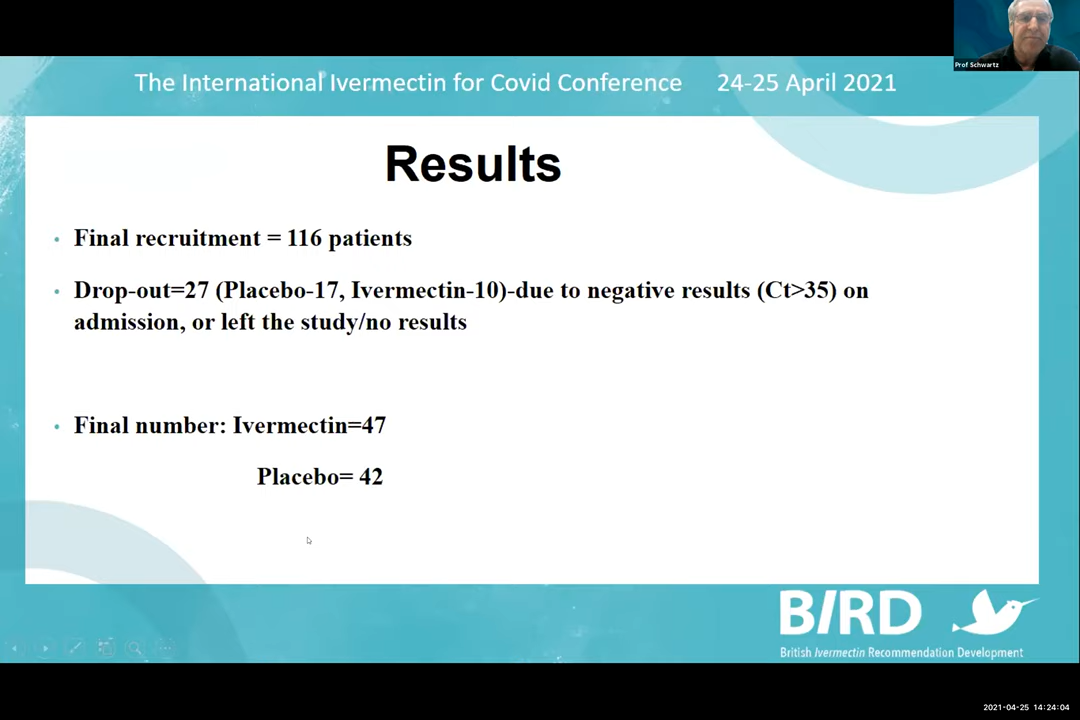 Prof Schwartz
The International Ivermectin for Covid Conference 24-25 April 2021
Results
• Final recruitment = 116 patients
• Drop-out=27 (Placebo-17, Ivermectin-10)-due to negative results (Ct>35) on
admission, or left the study/no results
• Final number: Ivermectin=47
Placebo= 42
BIRD
British Ivermectin Recommendation Development
2021-04-25 14:24:04